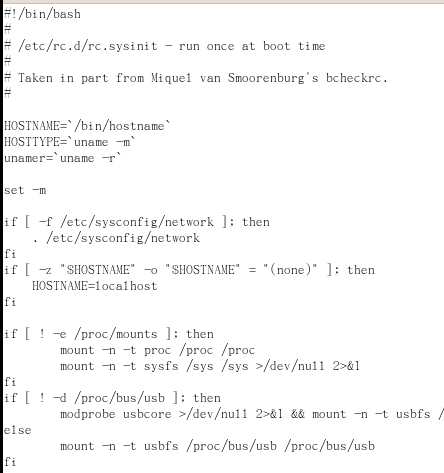 #!/bin/bash
#
# /etc/rc.d/rc.sysinit - run once at boot time
#
# Taken in part from Miquel van Smoorenburg's bcheckrc.
#
HOSTNAME=`/bin/hostname`
HOSTTYPE=`uname -m`
unamer=`uname -r`
set -m
if [ -f /etc/sysconfig/network ]; then
. /etc/sysconfig/network
fi
if [ -z "$HOSTNAME" -o "$HOSTNAME" = "(none)" ]; then
HOSTNAME=localhost
fi
if [ ! -e /proc/mounts ]; then
mount -n -t proc /proc /proc
mount -n -t sysfs /sys /sys >/dev/null 2>&1
fi
if [ ! -d /proc/bus/usb ]; then
modprobe usbcore >/dev/null 2>&1 && mount -n -t usbfs /
else
mount -n -t usbfs /proc/bus/usb /proc/bus/usb
fi